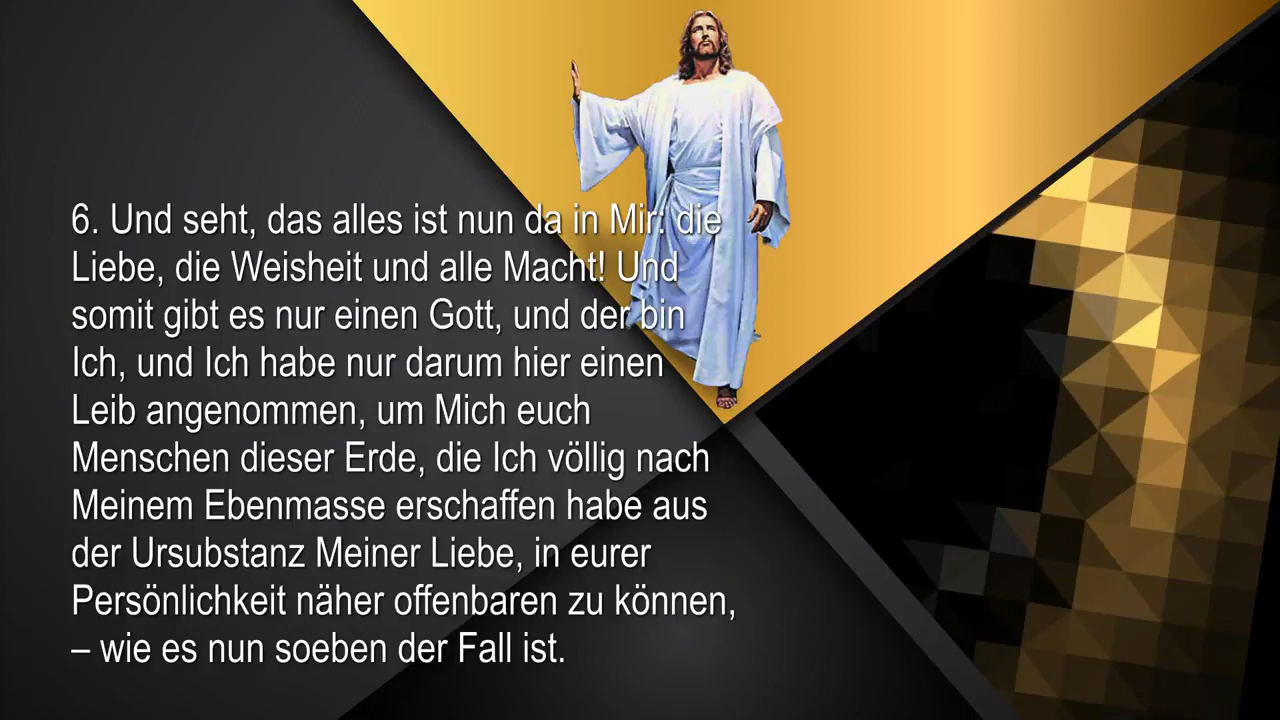 6. Und seht, das alles ist nun da in Mir: die
Liebe, die Weisheit und alle Macht! Und
somit gibt es nur einen Gott, und der bin
Ich, und Ich habe nur darum hier einen
Leib angenommen, um Mich euch
Menschen dieser Erde, die Ich völlig nach
Meinem Ebenmasse erschaffen habe aus
der Ursubstanz Meiner Liebe, in eurer
Persönlichkeit näher offenbaren zu können,
– wie es nun soeben der Fall ist.